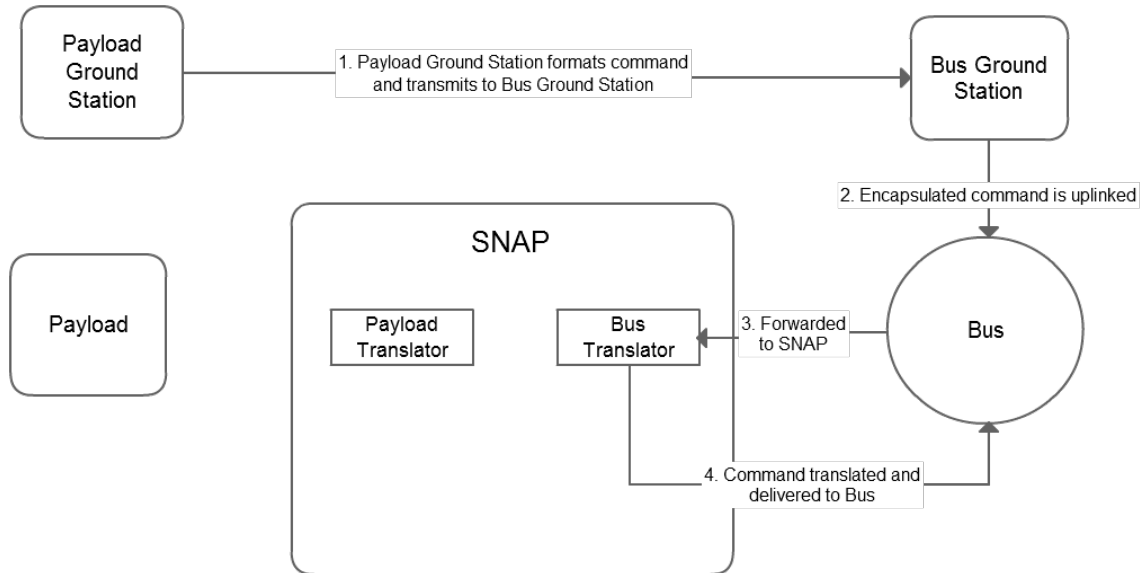 Payload
Ground
Station
1. Payload Ground Station formats command
and transmits to Bus Ground Station
Bus Ground
Station
2. Encapsulated command is uplinked
SNAP
Payload
Payload
Translator
Bus
Translator
3. Forwarded
to SNAP
Bus
4. Command translated and
delivered to Bus